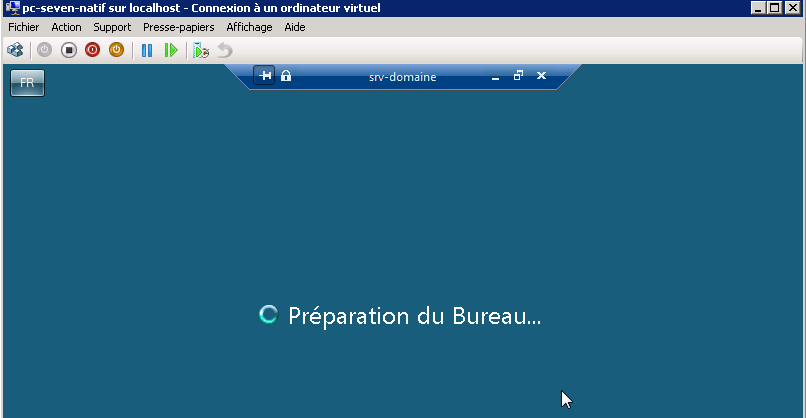 pc-seven-natif sur localhost - Connexion à un ordinateur virtuel
Fichier Action Support Presse-papiers Affichage Aide
FR
srv-domaine
Préparation du Bureau...